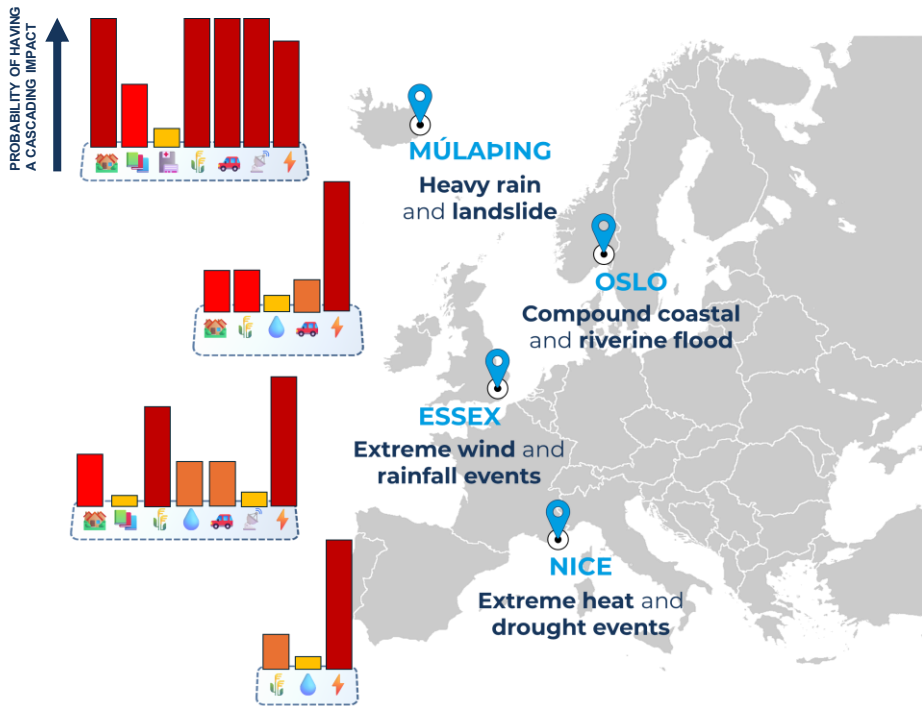 PROBABILITY OF HAVING
A CASCADING IMPACT
MÚLAÞING
Heavy rain
and landslide
OSLO
Compound coastal
and riverine flood
ESSEX
Extreme wind and
rainfall events
NICE
Extreme heat and
drought events